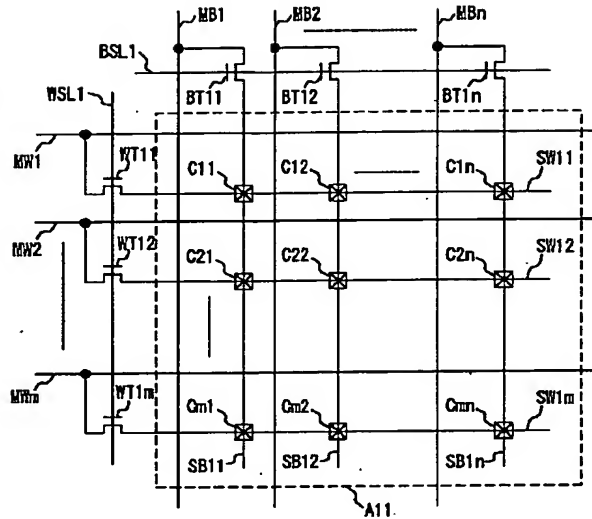 MB1 MB2 MBn
BSL1
WSL1 BT11 BT12 BT1n
MW1 WT11 C11 C12 C1n SW11
MW2 WT12 C21 C22 C2n SW12
MWm WT1m Cm1 Cm2 Cmn SW1m
SB11 SB12 SB1n
A11